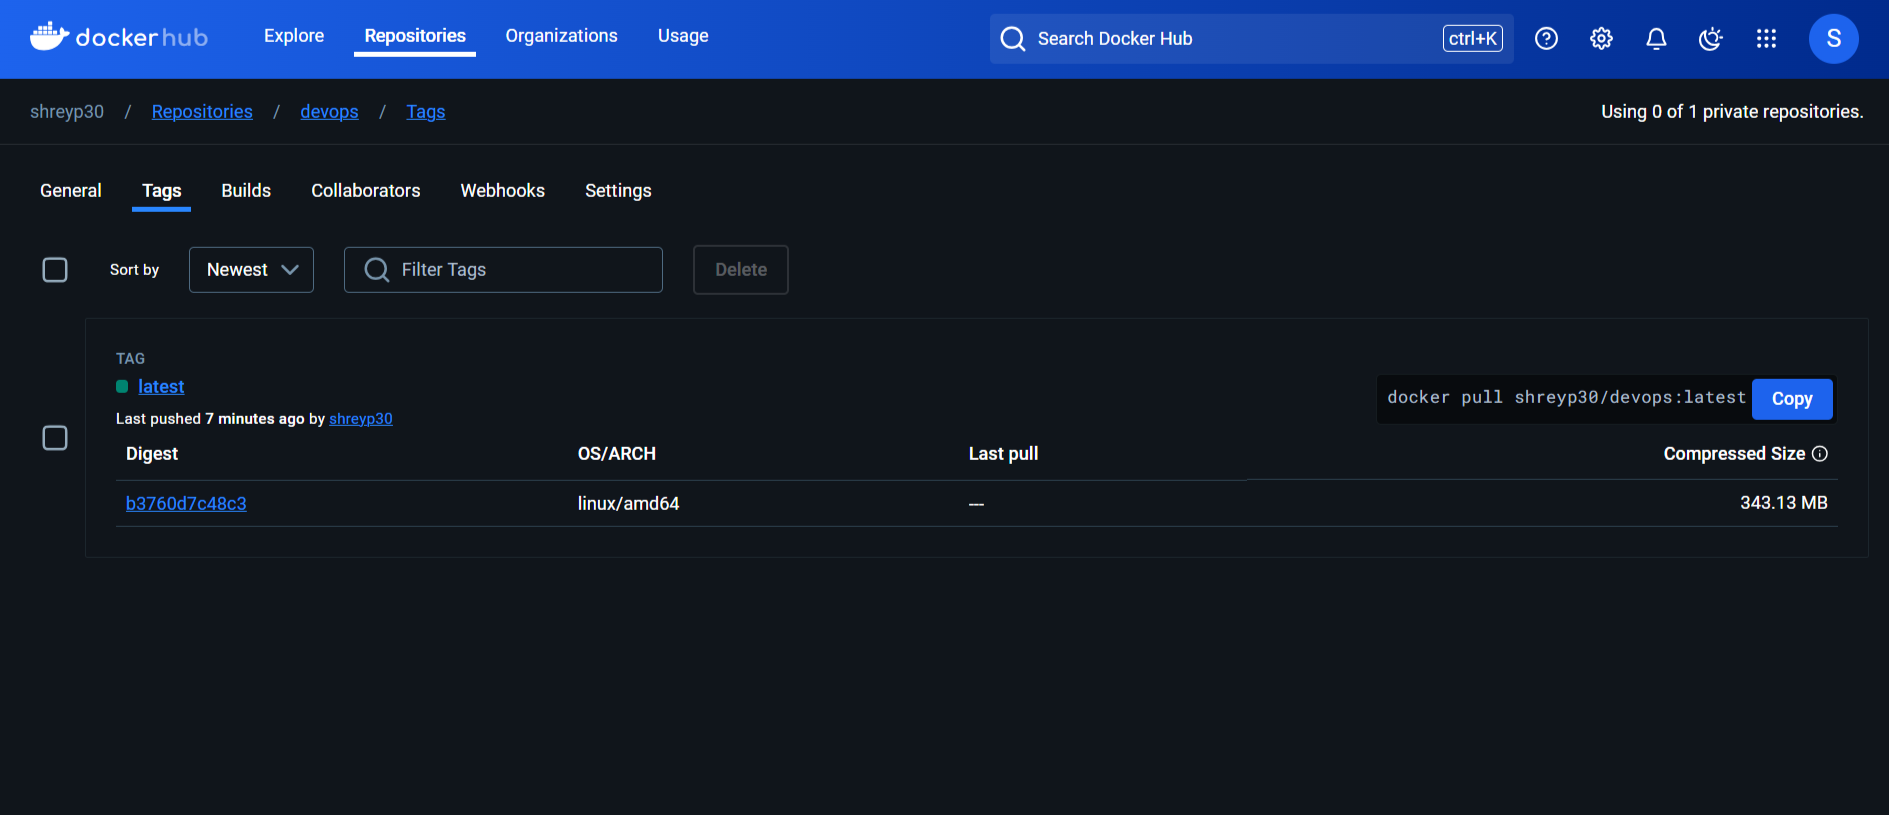 dockerhub Explore Repositories Organizations Usage Search Docker Hub ctrl+K S
shreyp30 / Repositories / devops / Tags Using 0 of 1 private repositories.
General Tags Builds Collaborators Webhooks Settings
Sort by Newest Filter Tags Delete
TAG
latest
docker pull shreyp30/devops:latest Copy
Last pushed 7 minutes ago by shreyp30
Digest OS/ARCH Last pull Compressed Size
b3760d7c48c3 linux/amd64 --- 343.13 MB